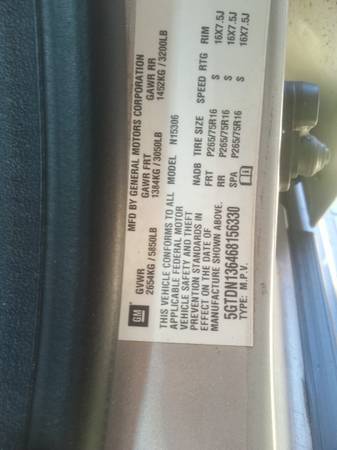 MFD BY GENERAL MOTORS CORPORATION
GVWR GAWR FRT GAWR RR
2654KG/5850LB 1384KG/3050LB 1452KG/3200LB
THIS VEHICLE CONFORMS TO ALL
APPLICABLE FEDERAL MOTOR
VEHICLE SAFETY AND THEFT
PREVENTION STANDARDS IN
EFFECT ON THE DATE OF
MANUFACTURE SHOWN ABOVE.
5GTDN136468156330
TYPE: M.P.V.
MODEL N15306
NADB TIRE SIZE SPEED RTG RIM
FRT P265/75R16 S 16X7.5J
RR P265/75R16 S 16X7.5J
SPA P265/75R16 S 16X7.5J
GM